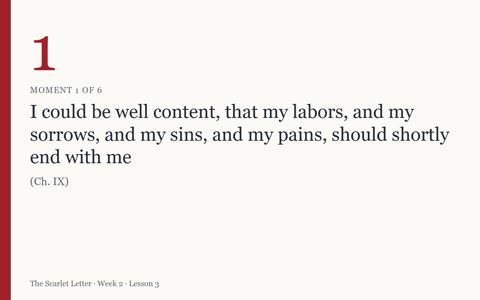 1
MOMENT 1 OF 6
I could be well content, that my labors, and my
sorrows, and my sins, and my pains, should shortly
end with me
(Ch. IX)
The Scarlet Letter · Week 2 · Lesson 3